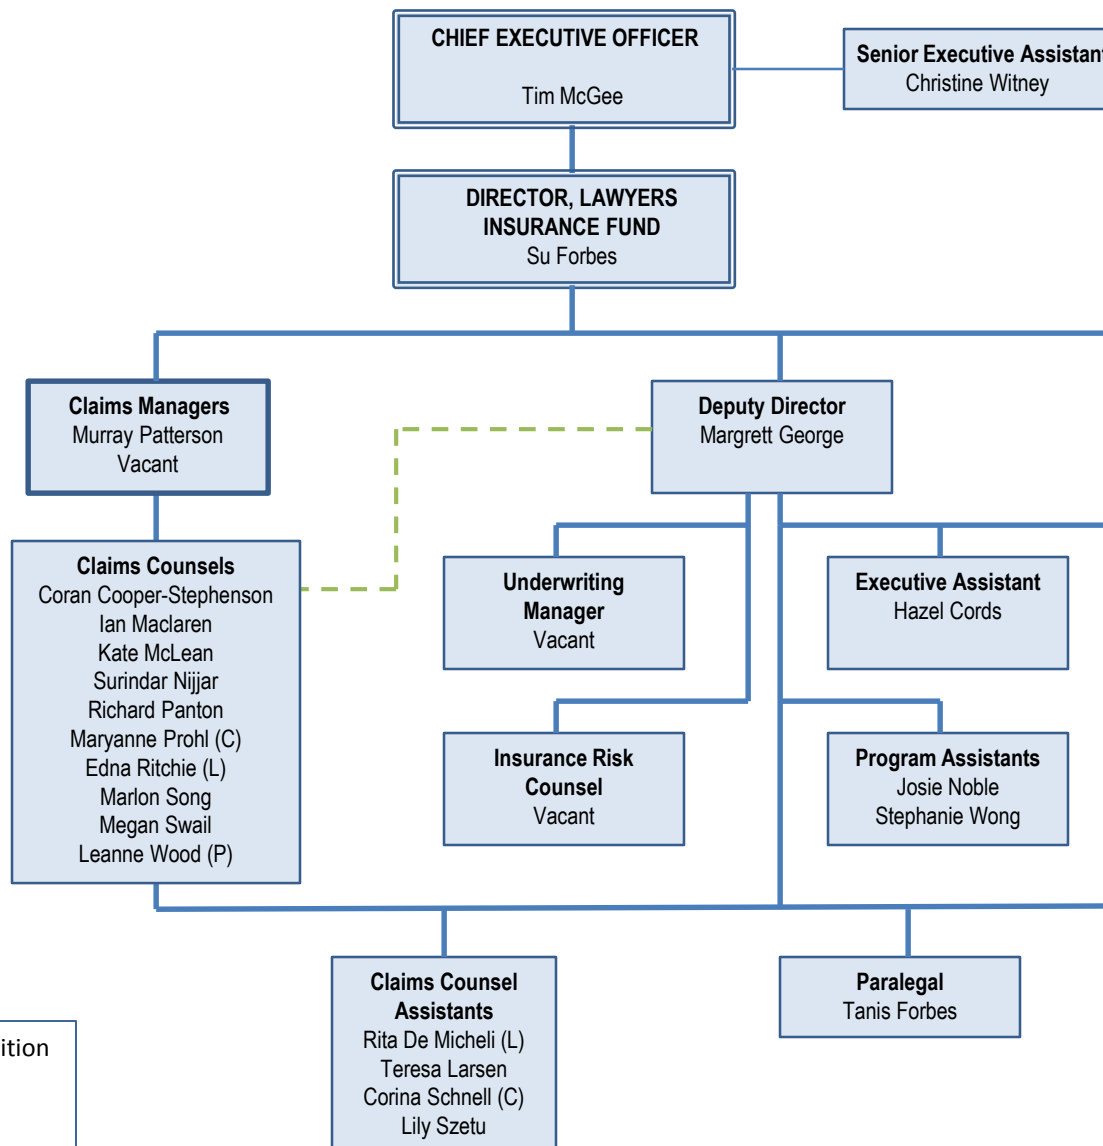 CHIEF EXECUTIVE OFFICER
Tim McGee
Senior Executive Assistant
Christine Witney
DIRECTOR, LAWYERS
INSURANCE FUND
Su Forbes
Claims Managers
Murray Patterson
Vacant
Deputy Director
Margrett George
Claims Counsels
Coran Cooper-Stephenson
Ian Maclaren
Kate McLean
Surindar Nijjar
Richard Panton
Maryanne Prohl (C)
Edna Ritchie (L)
Marlon Song
Megan Swail
Leanne Wood (P)
Underwriting
Manager
Vacant
Executive Assistant
Hazel Cords
Insurance Risk
Counsel
Vacant
Program Assistants
Josie Noble
Stephanie Wong
Claims Counsel
Assistants
Rita De Micheli (L)
Teresa Larsen
Corina Schnell (C)
Lily Szetu
Paralegal
Tanis Forbes
ition